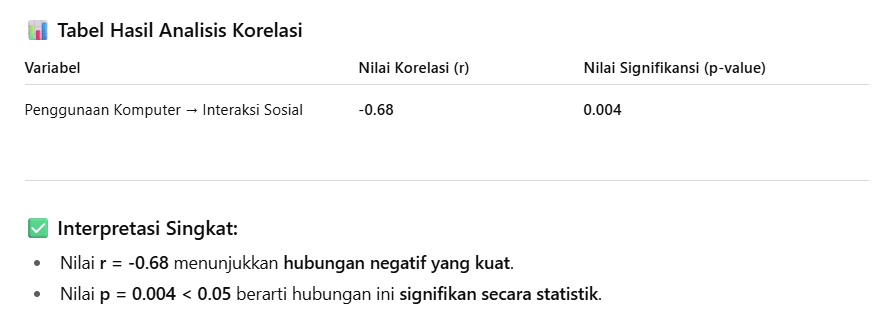 📊 Tabel Hasil Analisis Korelasi
Variabel Nilai Korelasi (r) Nilai Signifikansi (p-value)
Penggunaan Komputer → Interaksi Sosial -0.68 0.004
✅ Interpretasi Singkat:
• Nilai r = -0.68 menunjukkan hubungan negatif yang kuat.
• Nilai p = 0.004 < 0.05 berarti hubungan ini signifikan secara statistik.